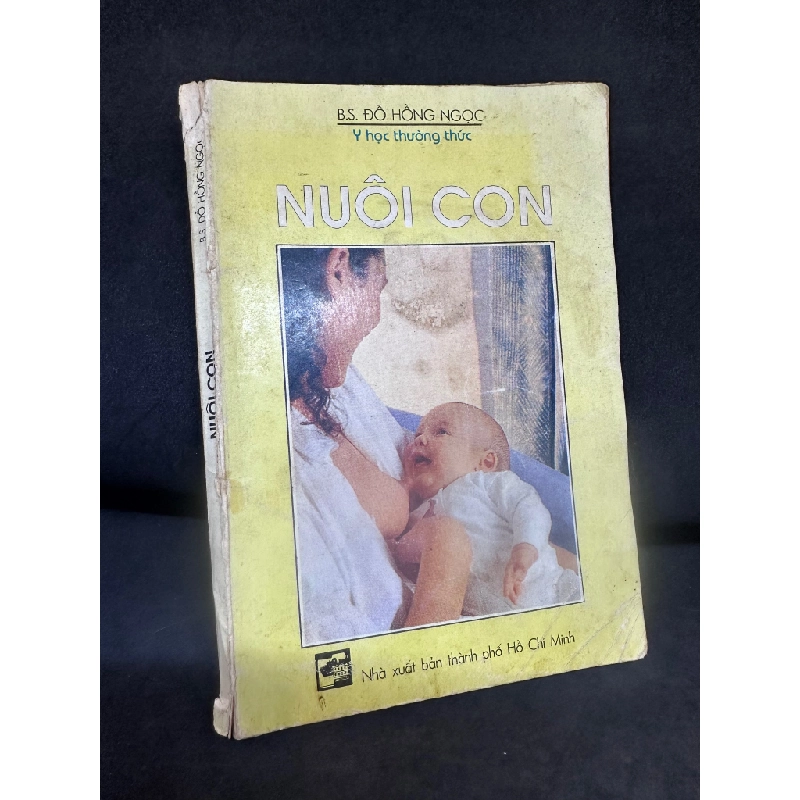 B.S. ĐỖ HỒNG NGỌC
Y học thường thức
NUÔI CON
Nhà xuất bản thành phố Hồ Chí Minh
B.S. ĐỖ HỒNG NGỌC
NUÔI CON